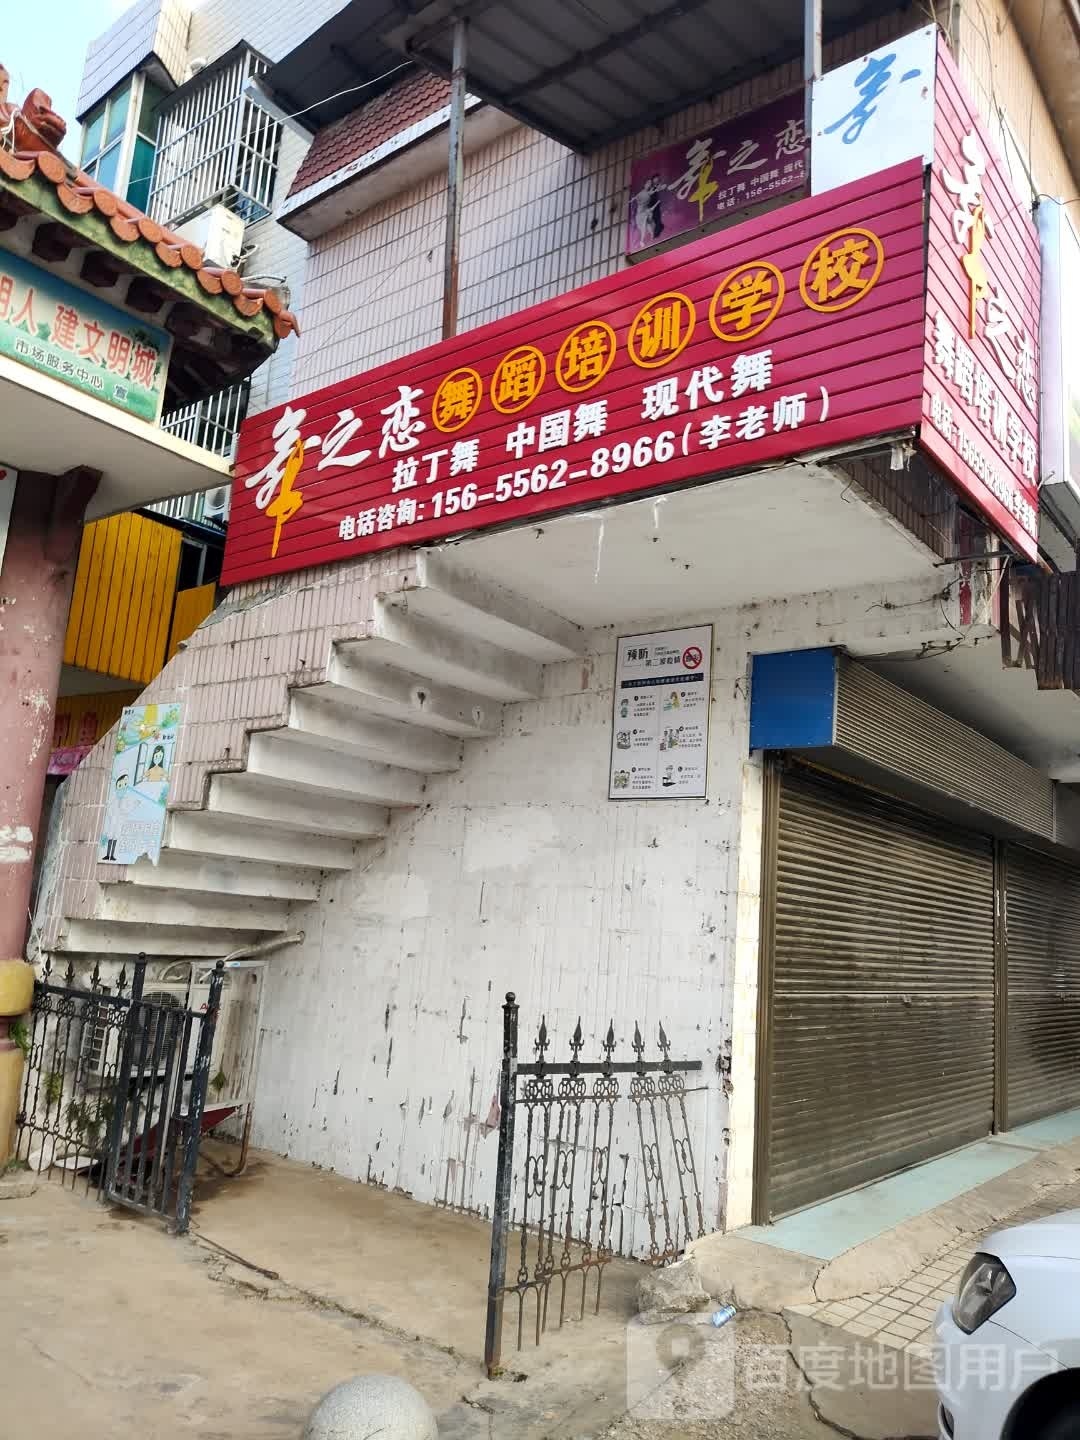 舞之恋舞蹈培训学校
拉丁舞 中国舞 现代舞
电话咨询:156-5562-8966(李老师)
舞
舞之恋
拉丁舞 中国舞 现代
电话:156-5562-8
舞之恋
舞蹈培训学校
明人 建文明城
市场服务中心 宣
预防
百度地图用户